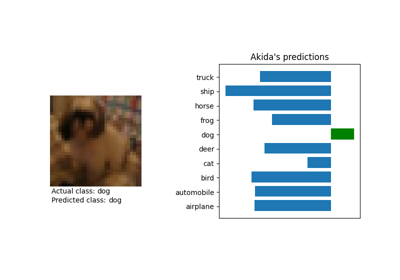 Akida's predictions
truck
ship
horse
frog
dog
deer
cat
bird
automobile
airplane
Actual class: dog
Predicted class: dog